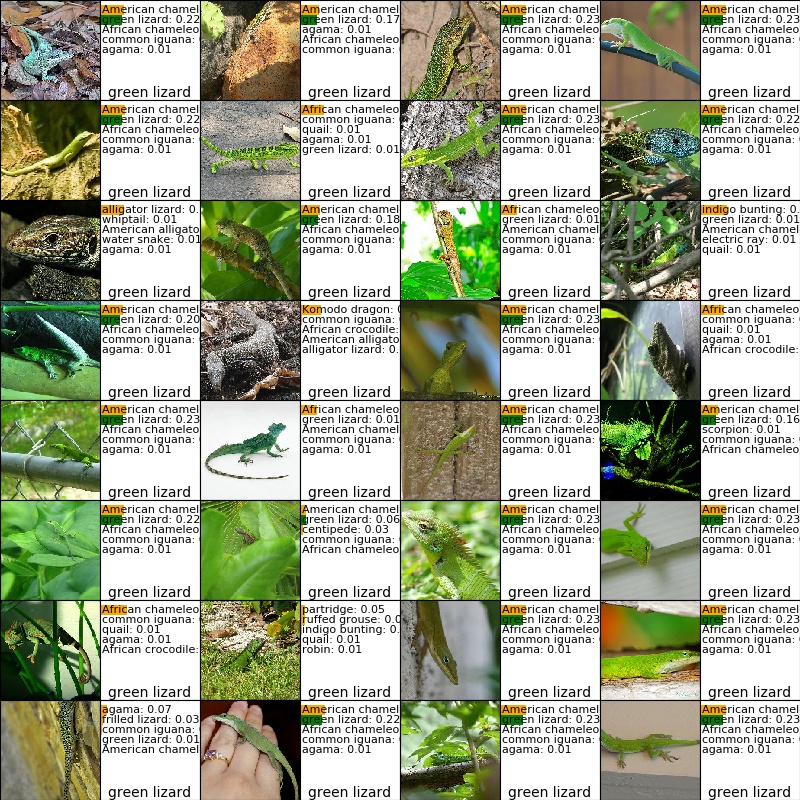 American chamel
green lizard: 0.22
African chameleo
common iguana:
agama: 0.01
green lizard
American chamel
green lizard: 0.17
agama: 0.01
African chameleo
common iguana:
green lizard
American chamel
green lizard: 0.23
African chameleo
common iguana:
agama: 0.01
green lizard
American chamel
green lizard: 0.23
African chameleo
common iguana:
agama: 0.01
green lizard
American chamel
green lizard: 0.22
African chameleo
common iguana:
agama: 0.01
green lizard
African chameleo
common iguana:
quail: 0.01
agama: 0.01
green lizard: 0.01
green lizard
American chamel
green lizard: 0.23
African chameleo
common iguana:
agama: 0.01
green lizard
American chamel
green lizard: 0.22
African chameleo
common iguana:
agama: 0.01
green lizard
alligator lizard: 0.
whiptail: 0.01
American alligato
water snake: 0.01
agama: 0.01
green lizard
American chamel
green lizard: 0.18
African chameleo
common iguana:
agama: 0.01
green lizard
African chameleo
green lizard: 0.01
American chamel
common iguana:
agama: 0.01
green lizard
indigo bunting: 0.
green lizard: 0.01
American chamel
electric ray: 0.01
quail: 0.01
green lizard
American chamel
green lizard: 0.20
African chameleo
common iguana:
agama: 0.01
green lizard
Komodo dragon: 0
common iguana:
African crocodile:
American alligato
alligator lizard: 0.
green lizard
American chamel
green lizard: 0.23
African chameleo
common iguana:
agama: 0.01
green lizard
African chameleo
common iguana:
quail: 0.01
agama: 0.01
African crocodile:
green lizard
American chamel
green lizard: 0.23
African chameleo
common iguana:
agama: 0.01
green lizard
African chameleo
green lizard: 0.01
American chamel
common iguana:
agama: 0.01
green lizard
American chamel
green lizard: 0.23
African chameleo
common iguana:
agama: 0.01
green lizard
American chamel
green lizard: 0.16
scorpion: 0.01
common iguana:
African chameleo
green lizard
American chamel
green lizard: 0.22
African chameleo
common iguana:
agama: 0.01
green lizard
American chamel
green lizard: 0.06
centipede: 0.03
common iguana:
African chameleo
green lizard
American chamel
green lizard: 0.23
African chameleo
common iguana:
agama: 0.01
green lizard
American chamel
green lizard: 0.23
African chameleo
common iguana:
agama: 0.01
green lizard
African chameleo
common iguana:
quail: 0.01
agama: 0.01
African crocodile:
green lizard
partridge: 0.05
ruffed grouse: 0.0
indigo bunting: 0.
quail: 0.01
robin: 0.01
green lizard
American chamel
green lizard: 0.23
African chameleo
common iguana:
agama: 0.01
green lizard
American chamel
green lizard: 0.23
African chameleo
common iguana:
agama: 0.01
green lizard
agama: 0.07
frilled lizard: 0.03
common iguana:
green lizard: 0.01
American chamel
green lizard
American chamel
green lizard: 0.22
African chameleo
common iguana:
agama: 0.01
green lizard
American chamel
green lizard: 0.23
African chameleo
common iguana:
agama: 0.01
green lizard
American chamel
green lizard: 0.23
African chameleo
common iguana:
agama: 0.01
green lizard